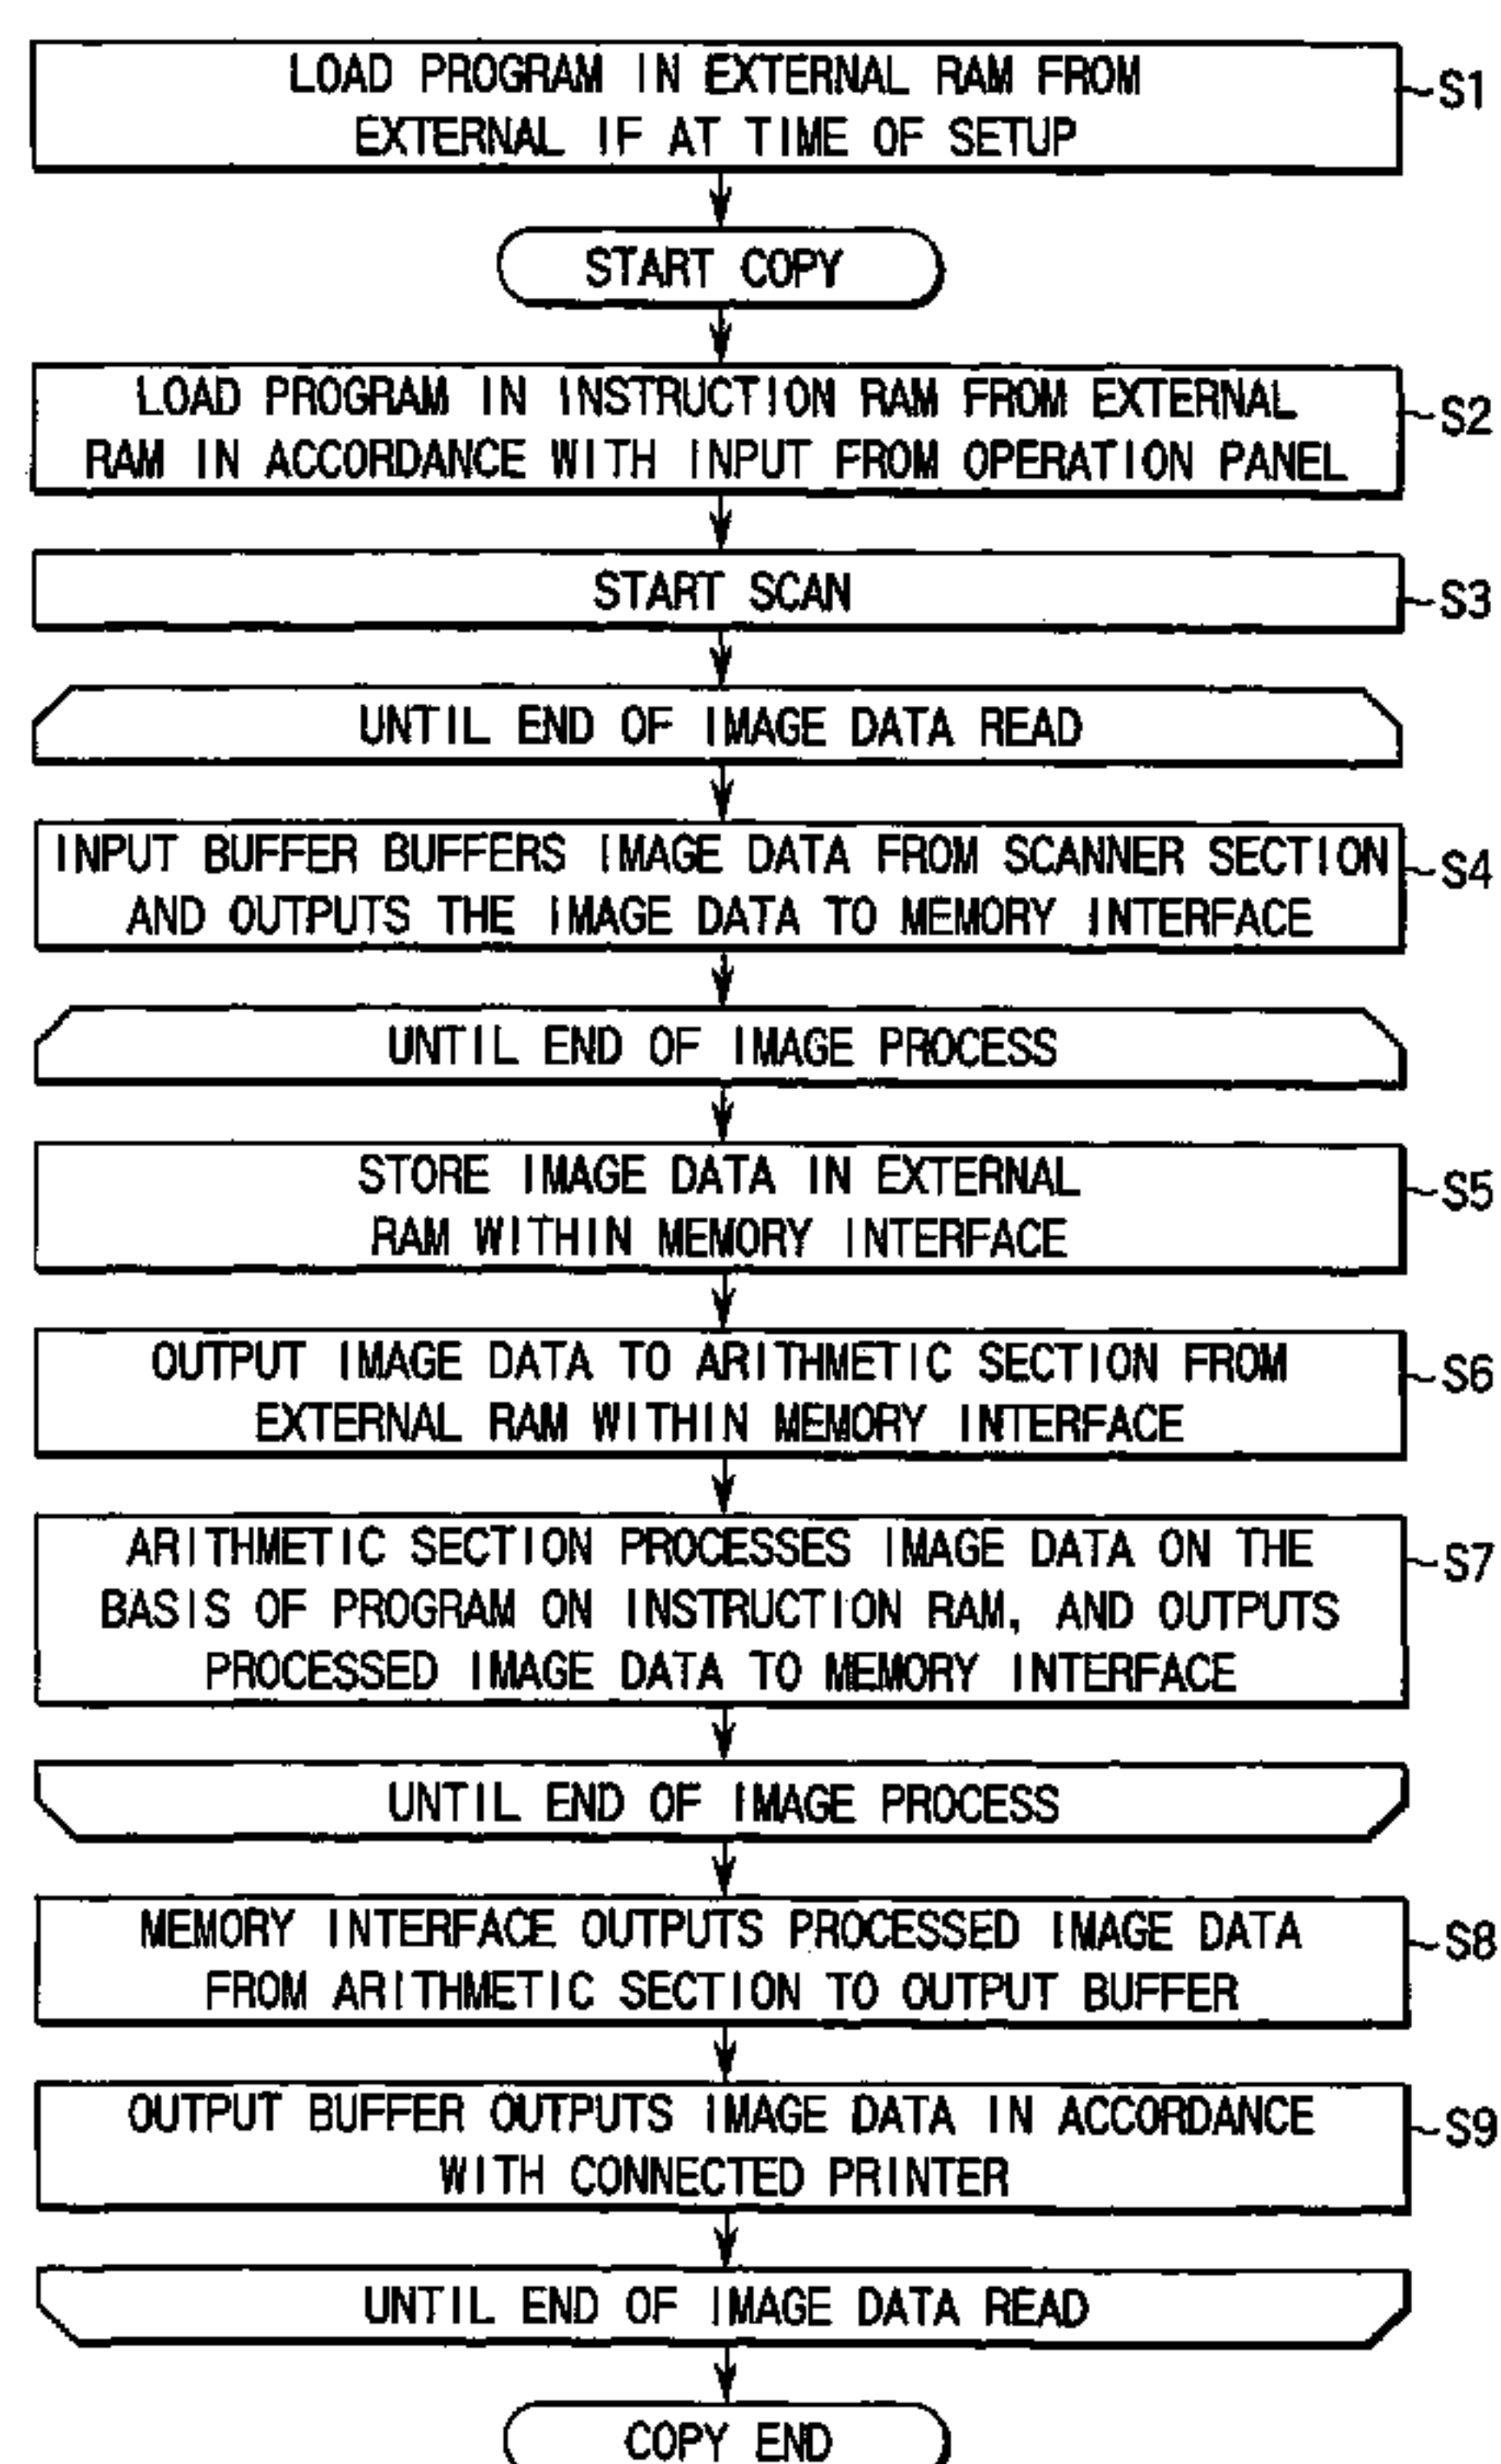 LOAD PROGRAM IN EXTERNAL RAM FROM
EXTERNAL IF AT TIME OF SETUP
S1
START COPY
LOAD PROGRAM IN INSTRUCTION RAM FROM EXTERNAL
RAM IN ACCORDANCE WITH INPUT FROM OPERATION PANEL
S2
START SCAN
S3
UNTIL END OF IMAGE DATA READ
INPUT BUFFER BUFFERS IMAGE DATA FROM SCANNER SECTION
AND OUTPUTS THE IMAGE DATA TO MEMORY INTERFACE
S4
UNTIL END OF IMAGE PROCESS
STORE IMAGE DATA IN EXTERNAL
RAM WITHIN MEMORY INTERFACE
S5
OUTPUT IMAGE DATA TO ARITHMETIC SECTION FROM
EXTERNAL RAM WITHIN MEMORY INTERFACE
S6
ARITHMETIC SECTION PROCESSES IMAGE DATA ON THE
BASIS OF PROGRAM ON INSTRUCTION RAM, AND OUTPUTS
PROCESSED IMAGE DATA TO MEMORY INTERFACE
S7
UNTIL END OF IMAGE PROCESS
MEMORY INTERFACE OUTPUTS PROCESSED IMAGE DATA
FROM ARITHMETIC SECTION TO OUTPUT BUFFER
S8
OUTPUT BUFFER OUTPUTS IMAGE DATA IN ACCORDANCE
WITH CONNECTED PRINTER
S9
UNTIL END OF IMAGE DATA READ
COPY END